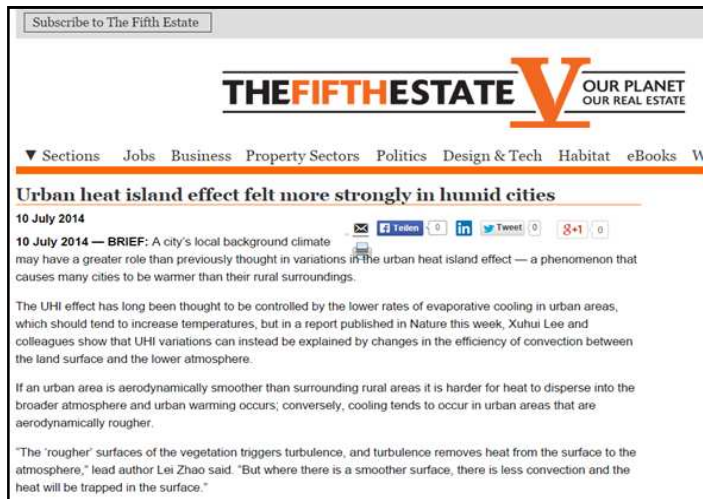 Subscribe to The Fifth Estate
THEFIFTHESTATE V OUR PLANET
OUR REAL ESTATE
▼ Sections Jobs Business Property Sectors Politics Design & Tech Habitat eBooks W
Urban heat island effect felt more strongly in humid cities
10 July 2014
Teilen 0 in Tweet 0 g+1 0
10 July 2014 — BRIEF: A city's local background climate
may have a greater role than previously thought in variations in the urban heat island effect — a phenomenon that
causes many cities to be warmer than their rural surroundings.
The UHI effect has long been thought to be controlled by the lower rates of evaporative cooling in urban areas,
which should tend to increase temperatures, but in a report published in Nature this week, Xuhui Lee and
colleagues show that UHI variations can instead be explained by changes in the efficiency of convection between
the land surface and the lower atmosphere.
If an urban area is aerodynamically smoother than surrounding rural areas it is harder for heat to disperse into the
broader atmosphere and urban warming occurs; conversely, cooling tends to occur in urban areas that are
aerodynamically rougher.
"The 'rougher' surfaces of the vegetation triggers turbulence, and turbulence removes heat from the surface to the
atmosphere," lead author Lei Zhao said. "But where there is a smoother surface, there is less convection and the
heat will be trapped in the surface."